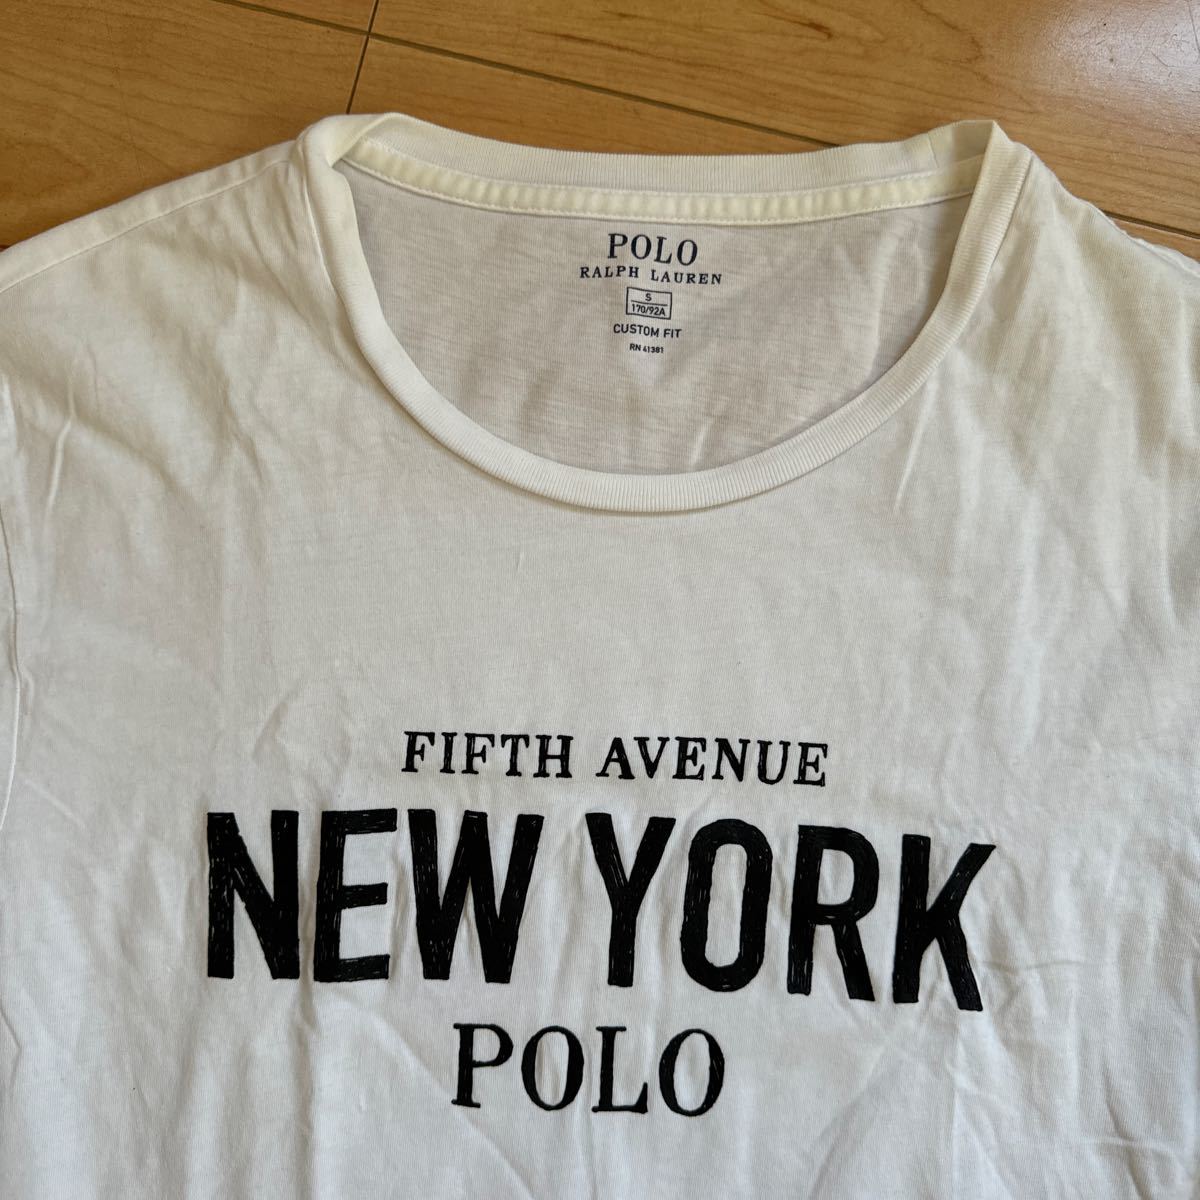 POLO
RALPH LAUREN
S
170/92A
CUSTOM FIT
RN 41381
FIFTH AVENUE
NEW YORK
POLO